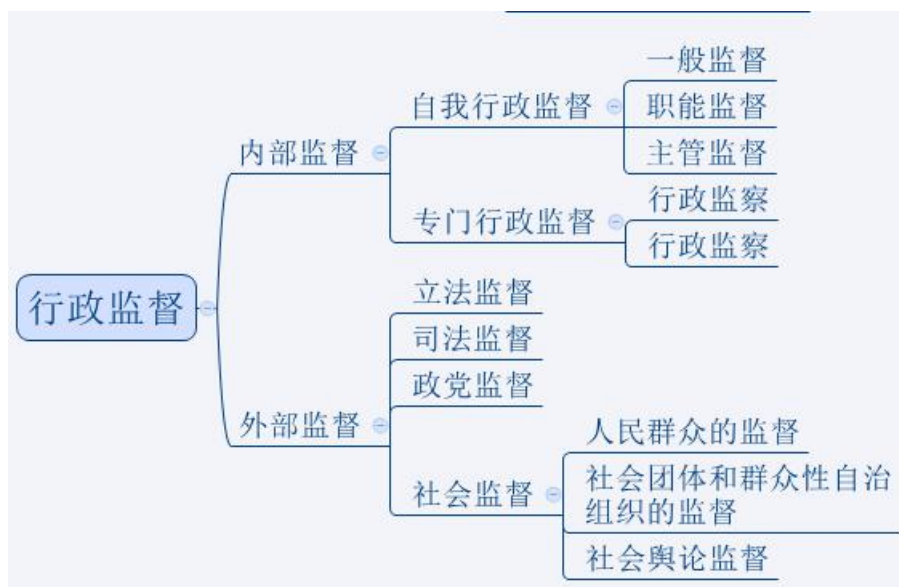 行政监督
内部监督
自我行政监督
一般监督
职能监督
主管监督
专门行政监督
行政监察
行政监察
外部监督
立法监督
司法监督
政党监督
社会监督
人民群众的监督
社会团体和群众性自治
组织的监督
社会舆论监督